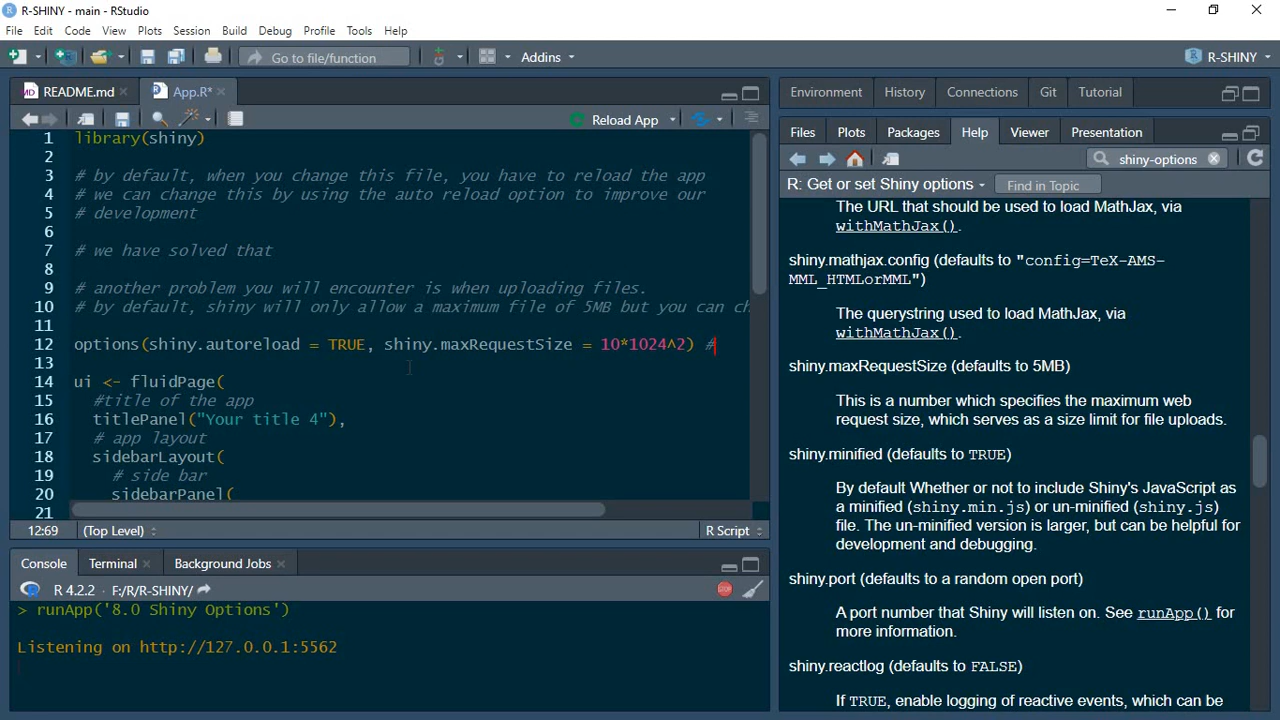 R-SHINY - main - RStudio
File Edit Code View Plots Session Build Debug Profile Tools Help
Go to file/function Addins R-SHINY
README.md App.R*
Reload App
1 library(shiny)
2
3 # by default, when you change this file, you have to reload the app
4 # we can change this by using the auto reload option to improve our
5 # development
6
7 # we have solved that
8
9 # another problem you will encounter is when uploading files.
10 # by default, shiny will only allow a maximum file of 5MB but you can ch
11
12 options(shiny.autoreload = TRUE, shiny.maxRequestSize = 10*1024^2) #
13
14 ui <- fluidPage(
15 #title of the app
16 titlePanel("Your title 4"),
17 # app layout
18 sidebarLayout(
19 # side bar
20 sidebarPanel(
21
12:69 (Top Level) R Script
Console Terminal Background Jobs
R 4.2.2 · F:/R/R-SHINY/
> runApp('8.0 Shiny Options')
Listening on http://127.0.0.1:5562
Environment History Connections Git Tutorial
Files Plots Packages Help Viewer Presentation
shiny-options
R: Get or set Shiny options Find in Topic
The URL that should be used to load MathJax, via
withMathJax().
shiny.mathjax.config (defaults to "config=TeX-AMS-
MML_HTMLorMML")
The querystring used to load MathJax, via
withMathJax().
shiny.maxRequestSize (defaults to 5MB)
This is a number which specifies the maximum web
request size, which serves as a size limit for file uploads.
shiny.minified (defaults to TRUE)
By default Whether or not to include Shiny's JavaScript as
a minified (shiny.min.js) or un-minified (shiny.js)
file. The un-minified version is larger, but can be helpful for
development and debugging.
shiny.port (defaults to a random open port)
A port number that Shiny will listen on. See runApp() for
more information.
shiny.reactlog (defaults to FALSE)
If TRUE, enable logging of reactive events, which can be